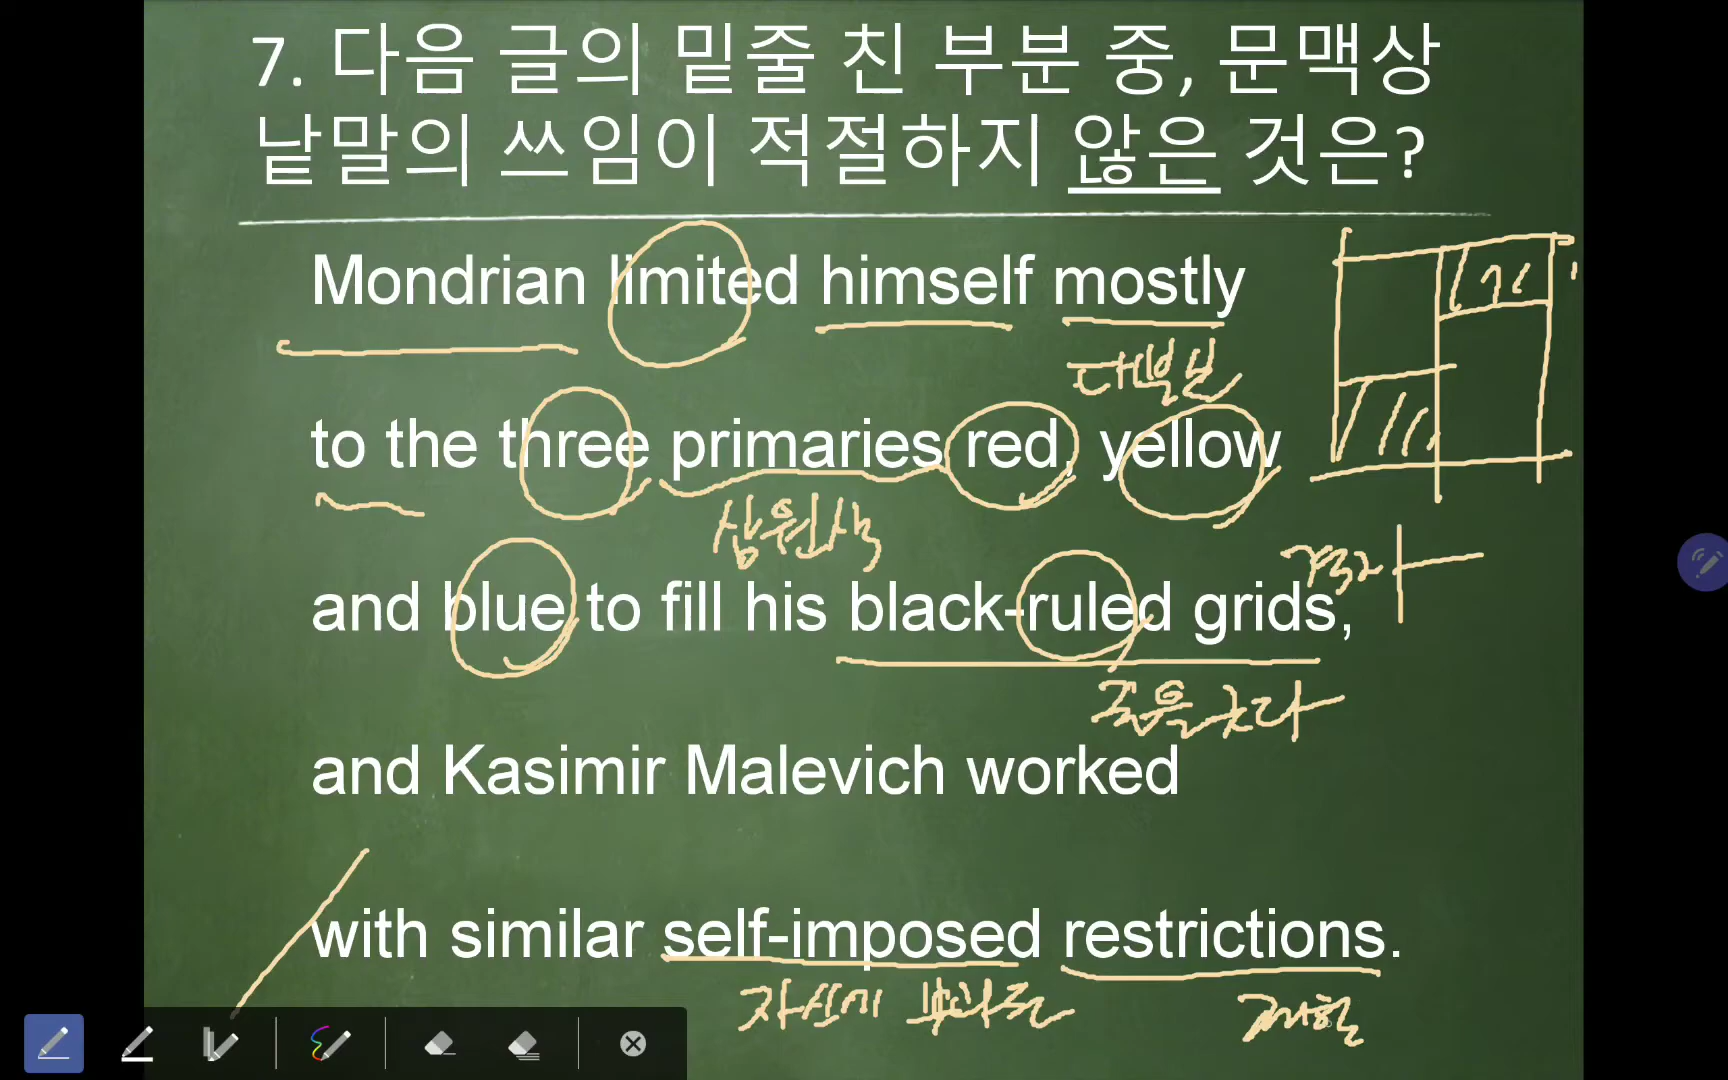 7. 다음 글의 밑줄 친 부분 중, 문맥상
낱말의 쓰임이 적절하지 않은 것은?
Mondrian limited himself mostly
대부분
to the three primaries red, yellow
삼원색
and blue to fill his black-ruled grids,
격자
줄을 긋다
and Kasimir Malevich worked
with similar self-imposed restrictions.
자신이 부과한
제한